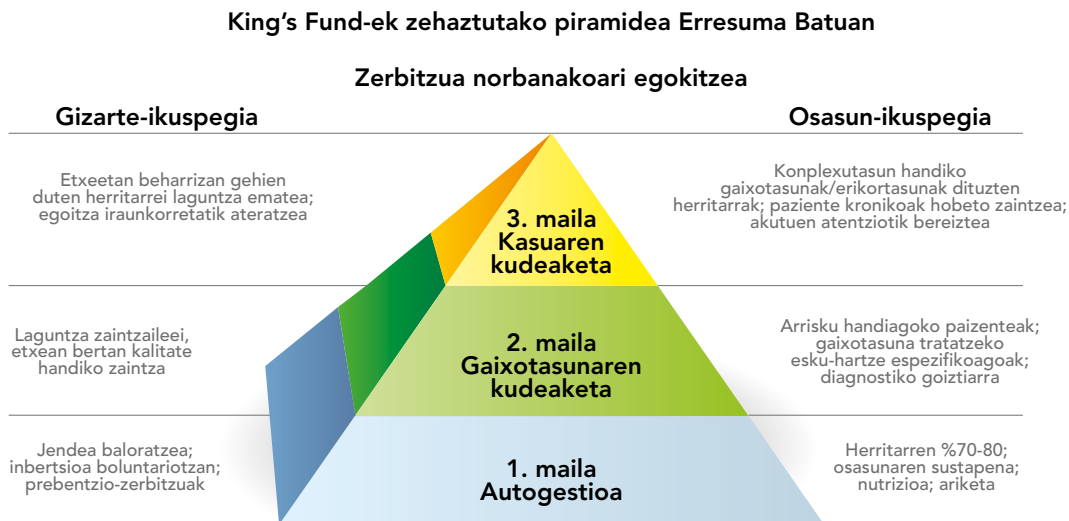 King's Fund-ek zehaztutako piramidea Erresuma Batuan
Zerbitzua norbanakoari egokitzea
Gizarte-ikuspegia
Osasun-ikuspegia
Etxeetan beharrizan gehien
duten herritarrei laguntza ematea;
egoitza iraunkorretatik ateratzea
3. maila
Kasuaren
kudeaketa
Konplexutasun handiko
gaixotasunak/erikortasunak dituzten
herritarrak; paziente kronikoak hobeto zaintzea;
akutuen atentziotik bereiztea
Laguntza zaintzaileei,
etxean bertan kalitate
handiko zaintza
2. maila
Gaixotasunaren
kudeaketa
Arrisku handiagoko paizenteak;
gaixotasuna tratatzeko
esku-hartze espezifikoagoak;
diagnostiko goiztiarra
Jendea baloratzea;
inbertsioa boluntariotzan;
prebentzio-zerbitzuak
1. maila
Autogestioa
Herritarren %70-80;
osasunaren sustapena;
nutrizioa; ariketa